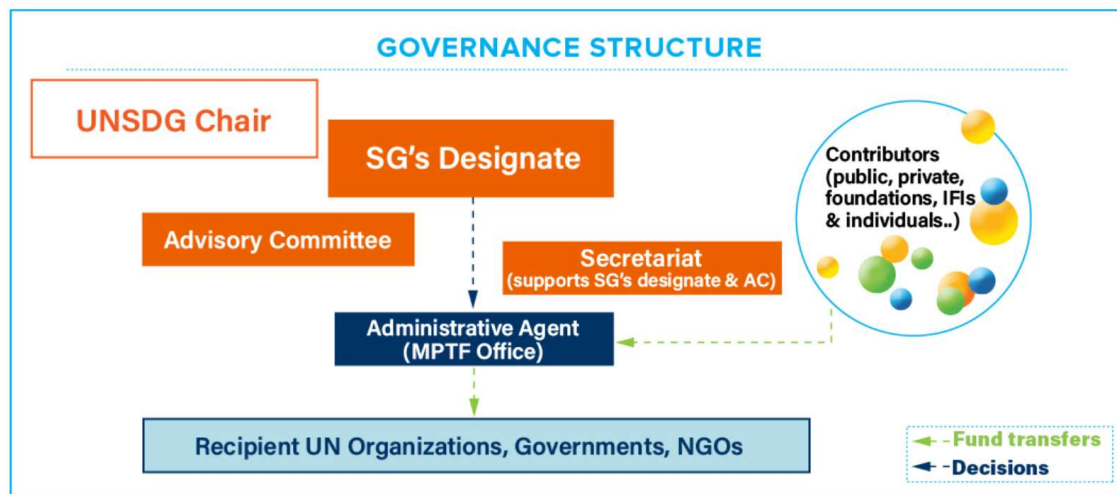 GOVERNANCE STRUCTURE
UNSDG Chair
SG's Designate
Advisory Committee
Secretariat
(supports SG's designate & AC)
Contributors
(public, private,
foundations, IFIs
& individuals..)
Administrative Agent
(MPTF Office)
Recipient UN Organizations, Governments, NGOs
Fund transfers
Decisions